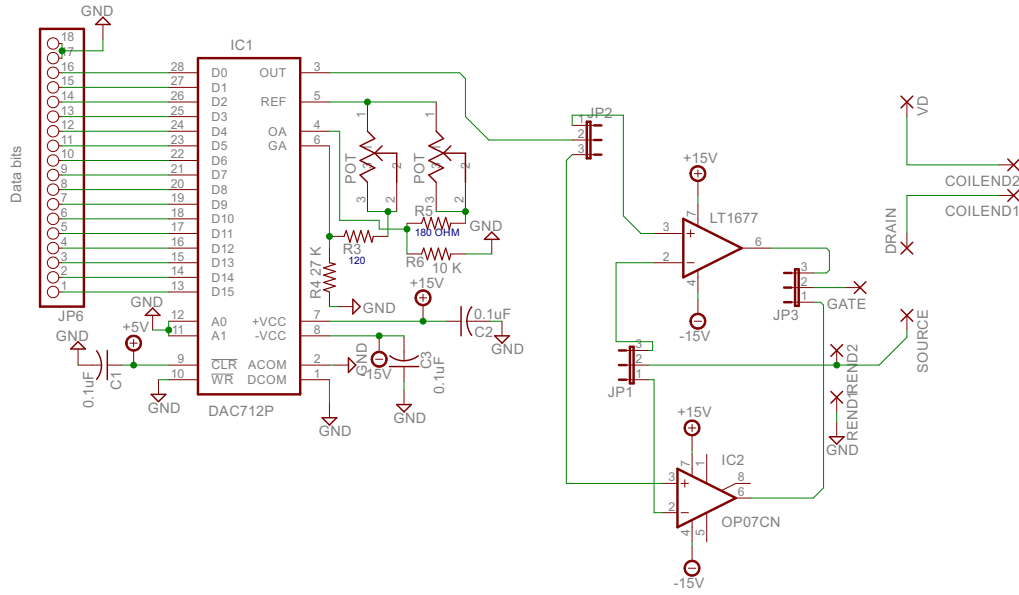 GND
18
17
16
15
14
13
12
11
10
9
8
7
6
5
4
3
2
1
Data bits
JP6
IC1
28 D0
27 D1
26 D2
25 D3
24 D4
23 D5
22 D6
21 D7
20 D8
19 D9
18 D10
17 D11
16 D12
15 D13
14 D14
13 D15
12 A0
11 A1
9 CLR
10 WR
OUT 3
REF 5
OA 4
GA 6
+VCC 7
-VCC 8
ACOM 2
DCOM 1
DAC712P
GND
GND
+5V
0.1uF
C1
GND
GND
POT
1
2
3
POT
1
2
3
R3
120
R5
180 OHM
R6
10 K
GND
R4 27 K
GND
+15V
0.1uF
C2
GND
GND
-15V
C3
0.1uF
GND
JP2
1
2
3
+15V
LT1677
3
2
7
4
6
+
-15V
JP3
3
2
1
GATE
JP1
3
2
1
+15V
IC2
3
2
7
1
8
6
4
5
+
OP07CN
-15V
VD
COILEND2
COILEND1
DRAIN
SOURCE
REND2
REND1
GND